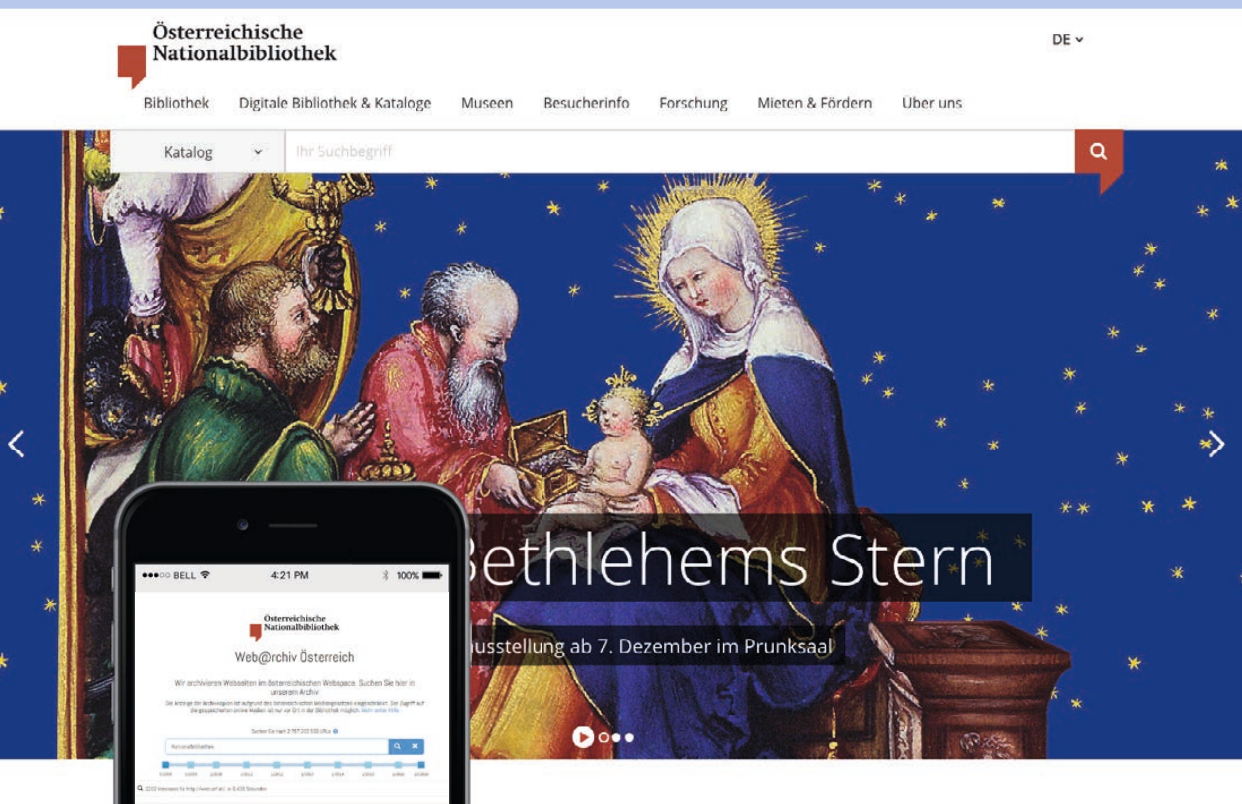 Österreichische
Nationalbibliothek
DE
Bibliothek Digitale Bibliothek & Kataloge Museen Besucherinfo Forschung Mieten & Fördern Über uns
Katalog Ihr Suchbegriff
Bethlehems Stern
usstellung ab 7. Dezember im Prunksaal
BELL 4:21 PM 100%
Österreichische
Nationalbibliothek
Web@rchiv Österreich
Wir archivieren Webseiten im österreichischen Webspace. Suchen Sie hier in
unserem Archiv
Nationalbibliothek